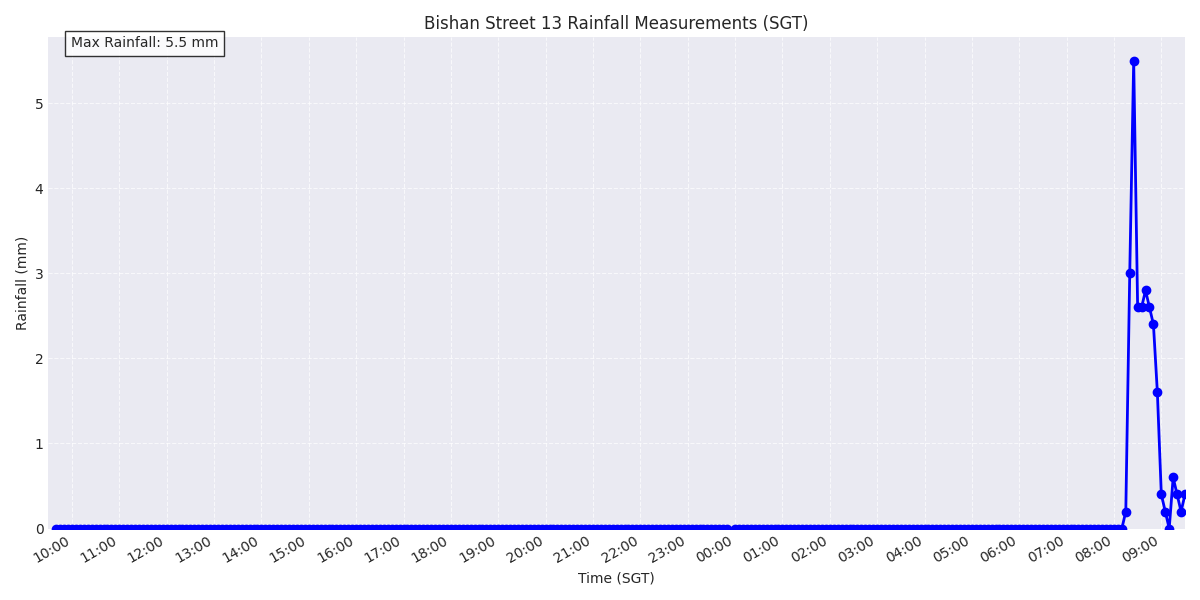 Bishan Street 13 Rainfall Measurements (SGT)
Max Rainfall: 5.5 mm
Rainfall (mm)
5
4
3
2
1
0
10:00 11:00 12:00 13:00 14:00 15:00 16:00 17:00 18:00 19:00 20:00 21:00 22:00 23:00 00:00 01:00 02:00 03:00 04:00 05:00 06:00 07:00 08:00 09:00
Time (SGT)